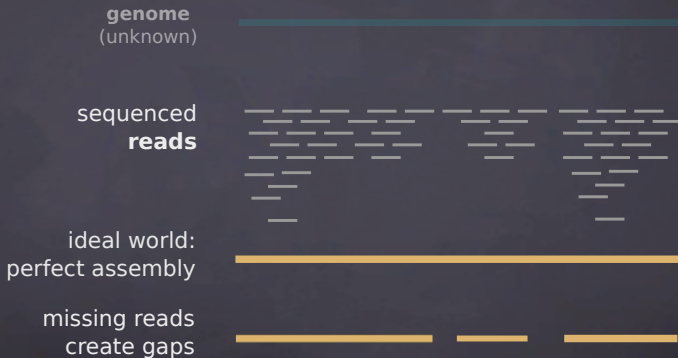 genome
(unknown)
sequenced
reads
ideal world:
perfect assembly
missing reads
create gaps